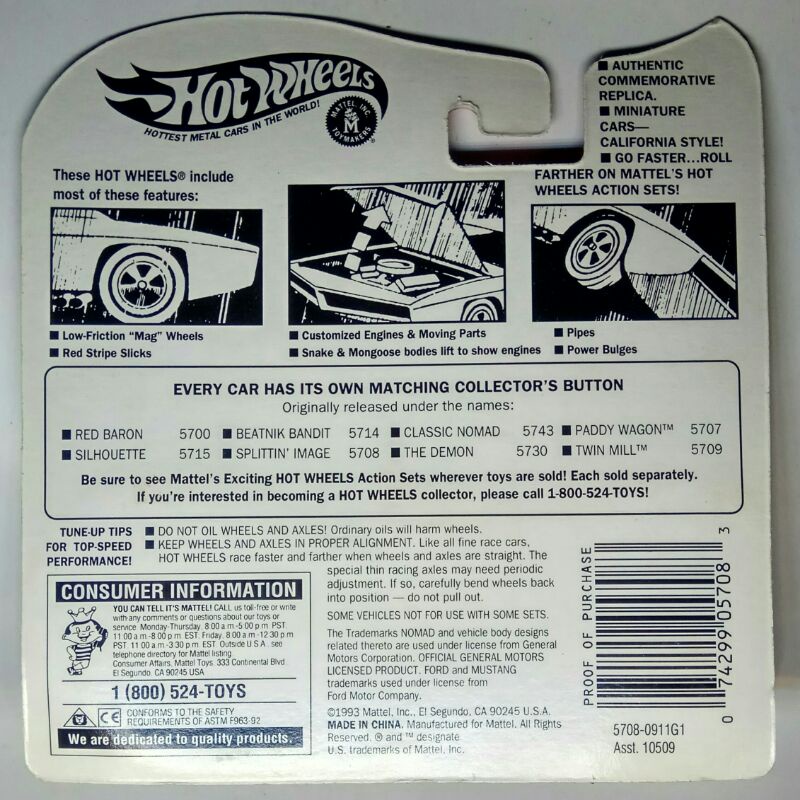 HOT WHEELS
HOTTEST METAL CARS IN THE WORLD!
MATTEL, INC.
M
TOYMAKERS
■ AUTHENTIC
COMMEMORATIVE
REPLICA.
■ MINIATURE
CARS—
CALIFORNIA STYLE!
■ GO FASTER...ROLL
FARTHER ON MATTEL'S HOT
WHEELS ACTION SETS!
These HOT WHEELS® include
most of these features:
■ Low-Friction "Mag" Wheels
■ Red Stripe Slicks
■ Customized Engines & Moving Parts
■ Snake & Mongoose bodies lift to show engines
■ Pipes
■ Power Bulges
EVERY CAR HAS ITS OWN MATCHING COLLECTOR'S BUTTON
Originally released under the names:
■ RED BARON 5700 ■ BEATNIK BANDIT 5714 ■ CLASSIC NOMAD 5743 ■ PADDY WAGON™ 5707
■ SILHOUETTE 5715 ■ SPLITTIN' IMAGE 5708 ■ THE DEMON 5730 ■ TWIN MILL™ 5709
Be sure to see Mattel's Exciting HOT WHEELS Action Sets wherever toys are sold! Each sold separately.
If you're interested in becoming a HOT WHEELS collector, please call 1-800-524-TOYS!
TUNE-UP TIPS
FOR TOP-SPEED
PERFORMANCE!
■ DO NOT OIL WHEELS AND AXLES! Ordinary oils will harm wheels.
■ KEEP WHEELS AND AXLES IN PROPER ALIGNMENT. Like all fine race cars,
HOT WHEELS race faster and farther when wheels and axles are straight. The
special thin racing axles may need periodic
adjustment. If so, carefully bend wheels back
into position — do not pull out.
SOME VEHICLES NOT FOR USE WITH SOME SETS.
The Trademarks NOMAD and vehicle body designs
related thereto are used under license from General
Motors Corporation. OFFICIAL GENERAL MOTORS
LICENSED PRODUCT. FORD and MUSTANG
trademarks used under license from
Ford Motor Company.
©1993 Mattel, Inc., El Segundo, CA 90245 U.S.A.
MADE IN CHINA. Manufactured for Mattel. All Rights
Reserved. ® and ™ designate
U.S. trademarks of Mattel, Inc.
CONSUMER INFORMATION
YOU CAN TELL IT'S MATTEL! CALL us toll-free or write
with any comments or questions about our toys or
service. Monday-Thursday. 8:00 a.m.-5:00 p.m. PST
11:00 a.m.-8:00 p.m. EST. Friday. 8:00 a.m.-12:30 p.m.
PST. 11:00 a.m.-3:30 p.m. EST. Outside U.S.A. see
telephone directory for Mattel listing.
Consumer Affairs, Mattel Toys. 333 Continental Blvd
El Segundo, CA 90245 USA
1 (800) 524-TOYS
CE CONFORMS TO THE SAFETY
REQUIREMENTS OF ASTM F963-92
We are dedicated to quality products.
PROOF OF PURCHASE
0 74299 05708 3
5708-0911G1
Asst. 10509